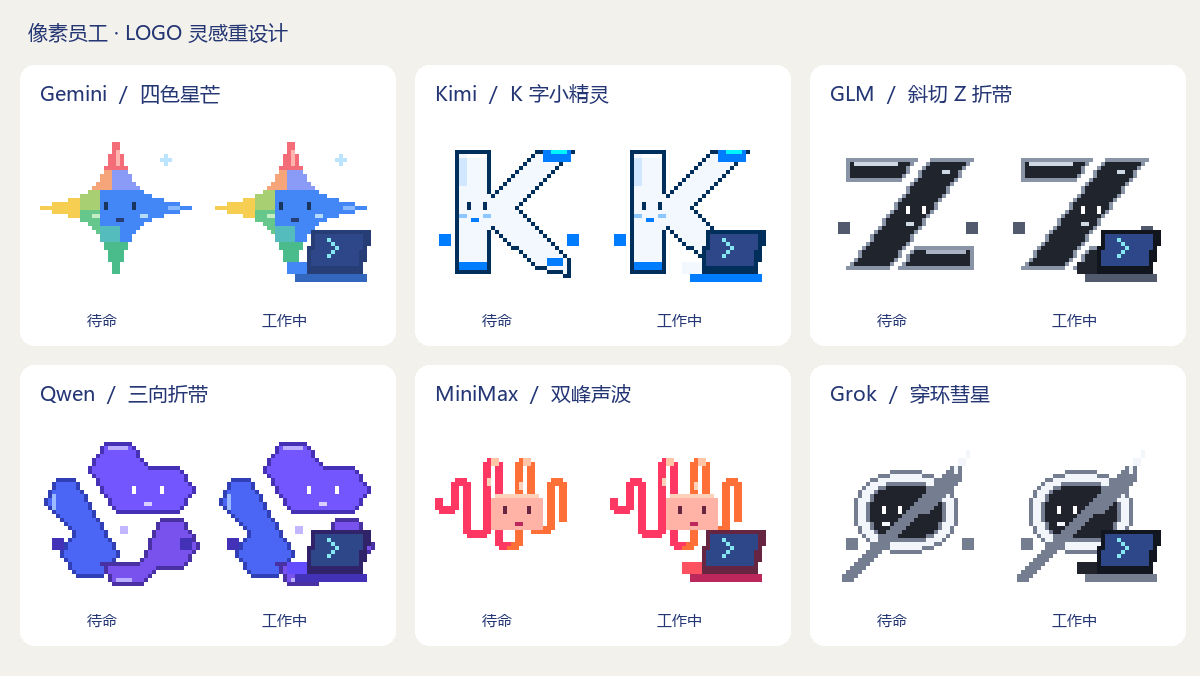 像素员工 · LOGO 灵感重设计
Gemini / 四色星芒
Kimi / K 字小精灵
GLM / 斜切 Z 折带
待命
工作中
待命
工作中
待命
工作中
Qwen / 三向折带
MiniMax / 双峰声波
Grok / 穿环彗星
待命
工作中
待命
工作中
待命
工作中